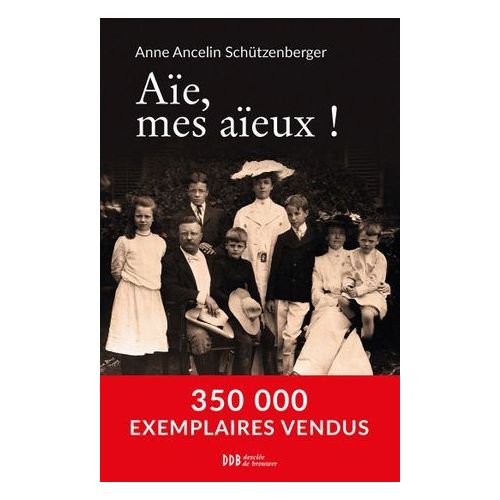 Anne Ancelin Schützenberger
Aïe,
mes aïeux !
350 000
EXEMPLAIRES VENDUS
DDB desclée
de brouwer